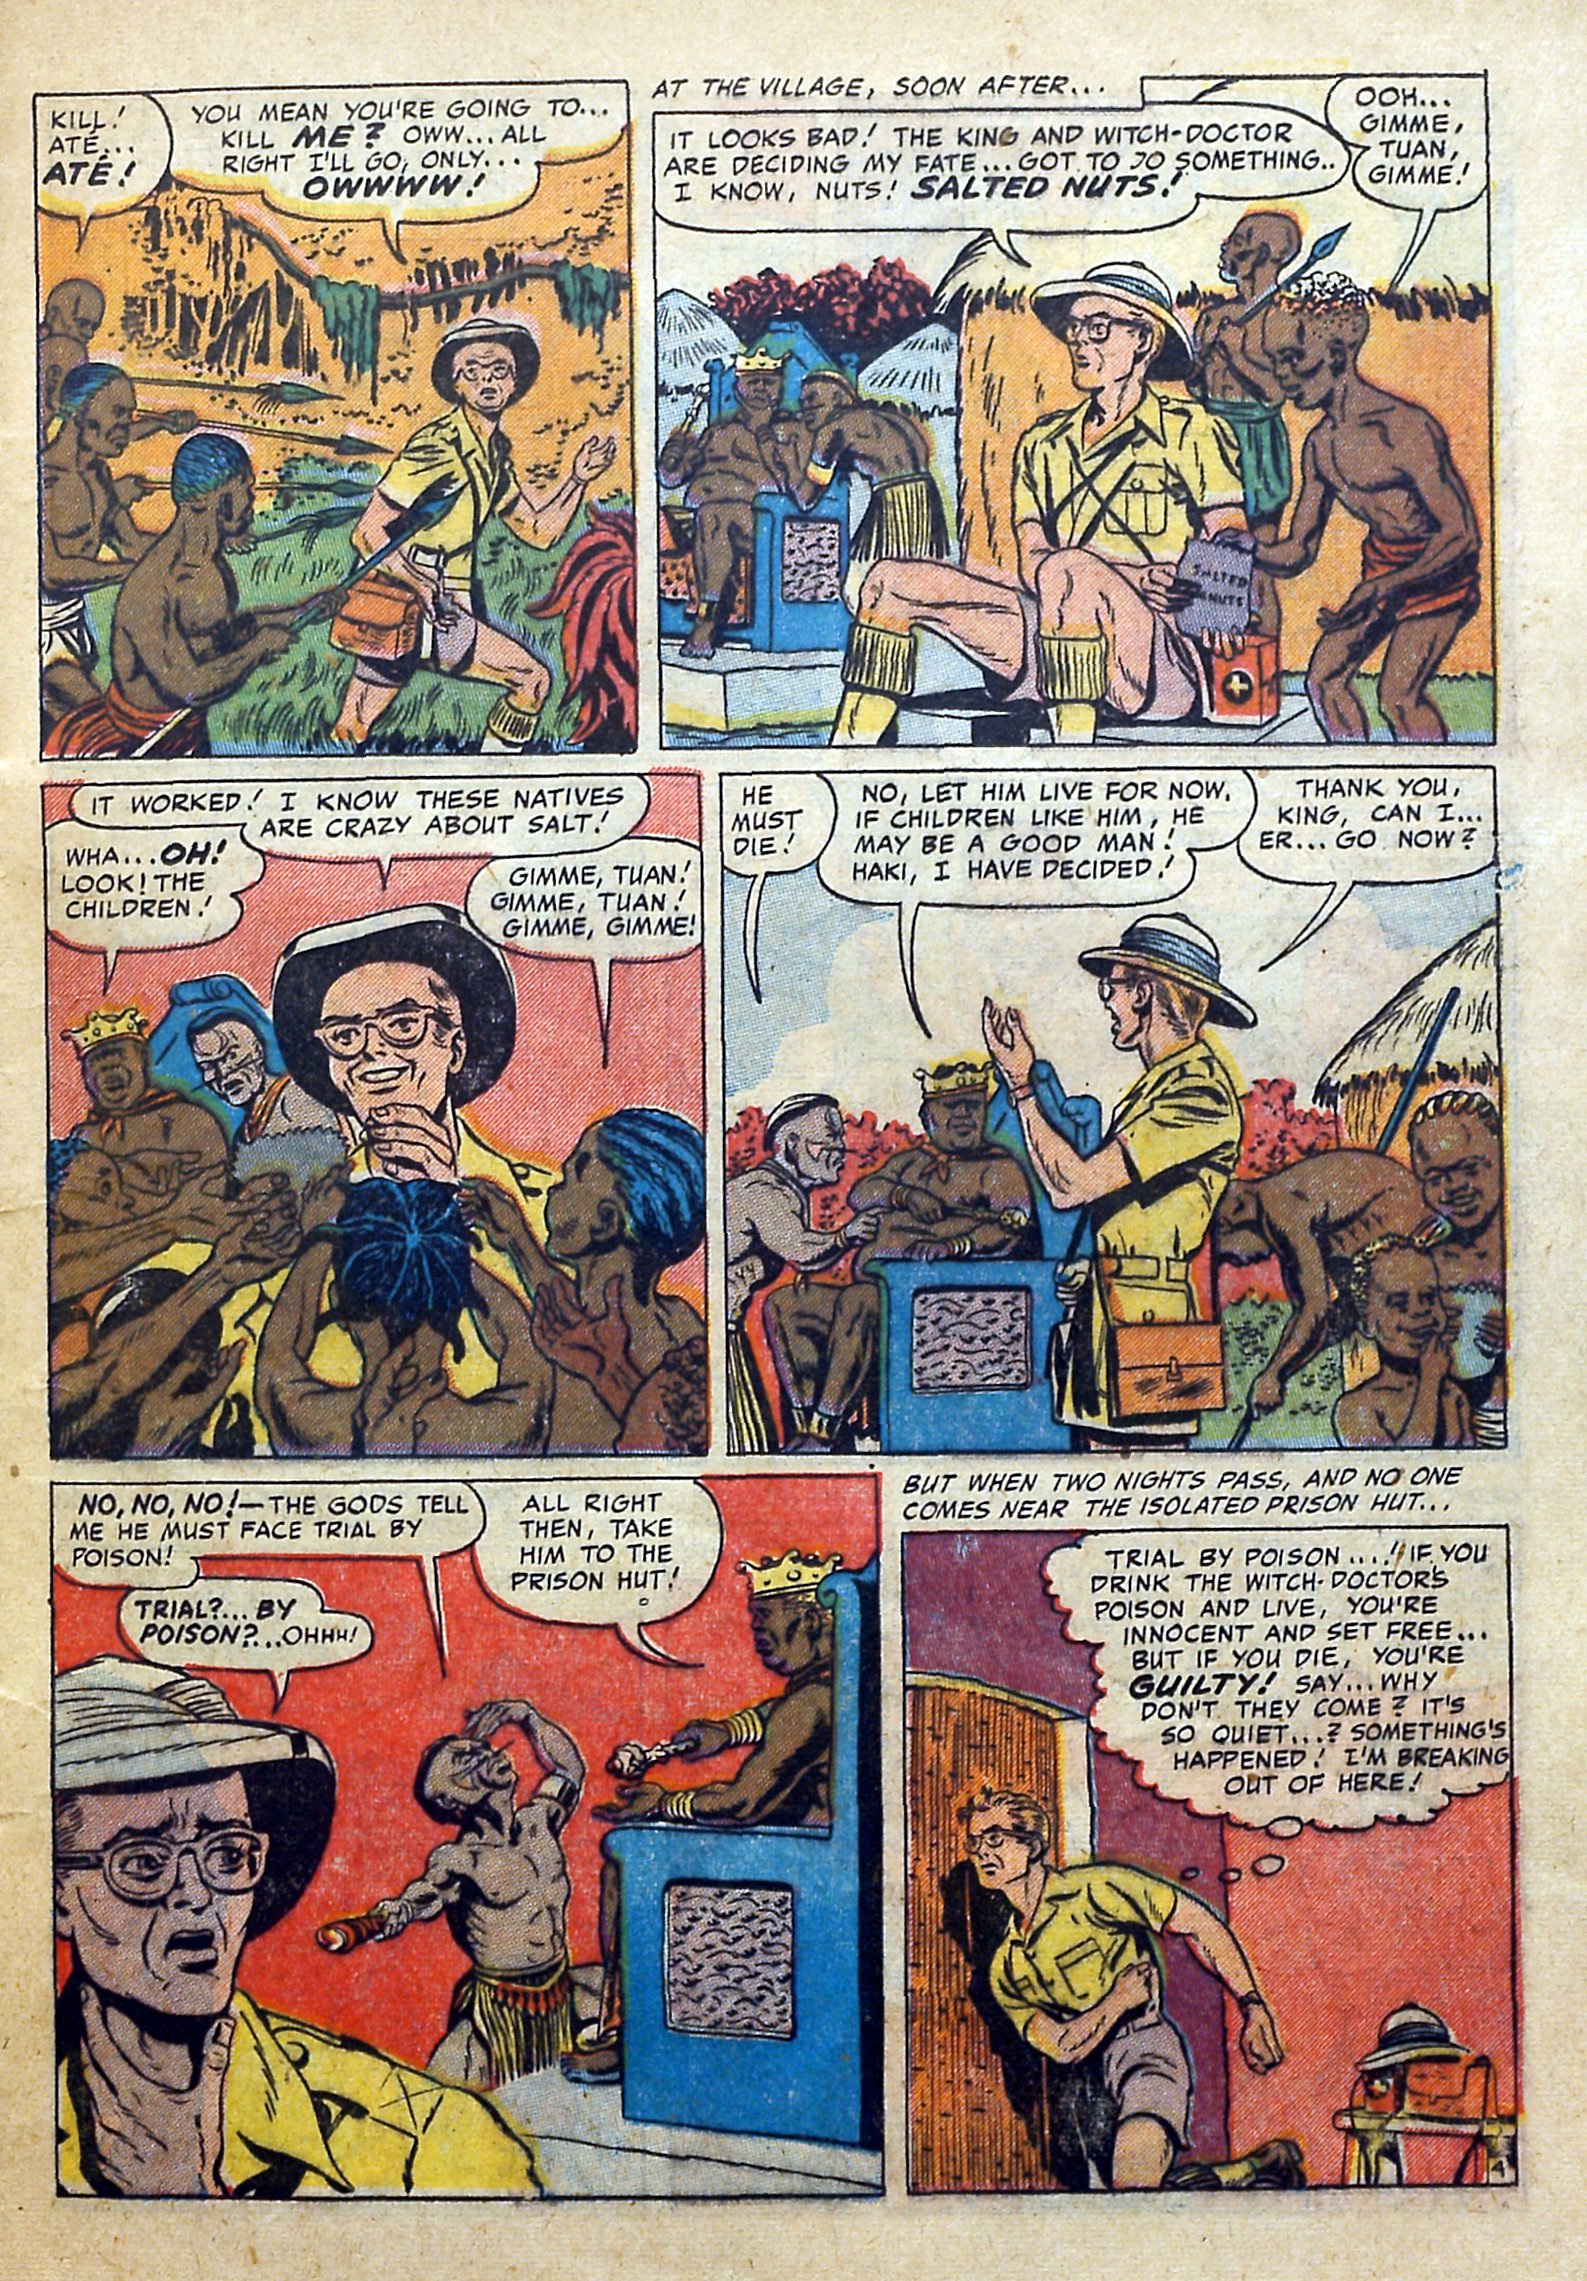 KILL!
ATÉ...
ATÉ!
YOU MEAN YOU'RE GOING TO...
KILL ME? OWW...ALL
RIGHT I'LL GO, ONLY...
OWWWW!
AT THE VILLAGE, SOON AFTER...
IT LOOKS BAD! THE KING AND WITCH-DOCTOR
ARE DECIDING MY FATE...GOT TO DO SOMETHING..
I KNOW, NUTS! SALTED NUTS!
OOH...
GIMME,
TUAN,
GIMME!
SALTED
NUTS
IT WORKED! I KNOW THESE NATIVES
ARE CRAZY ABOUT SALT!
WHA...OH!
LOOK! THE
CHILDREN!
GIMME, TUAN!
GIMME, TUAN!
GIMME, GIMME!
HE
MUST
DIE!
NO, LET HIM LIVE FOR NOW.
IF CHILDREN LIKE HIM, HE
MAY BE A GOOD MAN!
HAKI, I HAVE DECIDED!
THANK YOU,
KING, CAN I...
ER...GO NOW?
NO, NO, NO!—THE GODS TELL
ME HE MUST FACE TRIAL BY
POISON!
TRIAL?...BY
POISON?...OHHH!
ALL RIGHT
THEN, TAKE
HIM TO THE
PRISON HUT!
BUT WHEN TWO NIGHTS PASS, AND NO ONE
COMES NEAR THE ISOLATED PRISON HUT...
TRIAL BY POISON....! IF YOU
DRINK THE WITCH-DOCTOR'S
POISON AND LIVE, YOU'RE
INNOCENT AND SET FREE...
BUT IF YOU DIE, YOU'RE
GUILTY! SAY...WHY
DON'T THEY COME? IT'S
SO QUIET...? SOMETHING'S
HAPPENED! I'M BREAKING
OUT OF HERE!
4